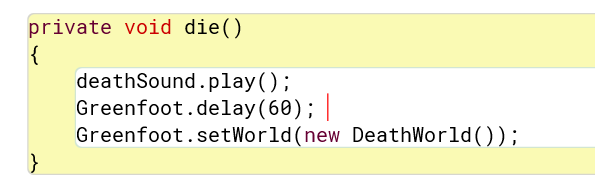 private void die()
{
    deathSound.play();
    Greenfoot.delay(60);
    Greenfoot.setWorld(new DeathWorld());
}